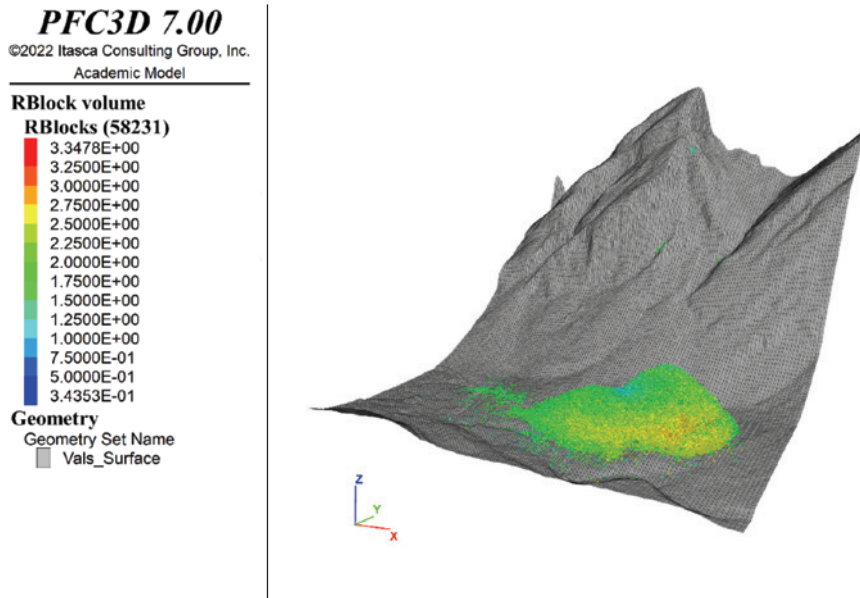 PFC3D 7.00
©2022 Itasca Consulting Group, Inc.
Academic Model
RBlock volume
RBlocks (58231)
3.3478E+00
3.2500E+00
3.0000E+00
2.7500E+00
2.5000E+00
2.2500E+00
2.0000E+00
1.7500E+00
1.5000E+00
1.2500E+00
1.0000E+00
7.5000E-01
5.0000E-01
3.4353E-01
Geometry
Geometry Set Name
Vals_Surface
Z
Y
X